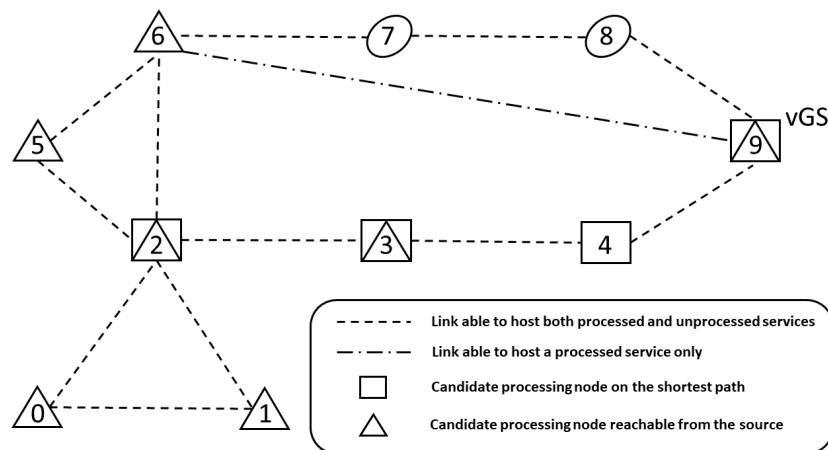 6
7
8
5
9
vGS
2
3
4
0
1
Link able to host both processed and unprocessed services
Link able to host a processed service only
Candidate processing node on the shortest path
Candidate processing node reachable from the source